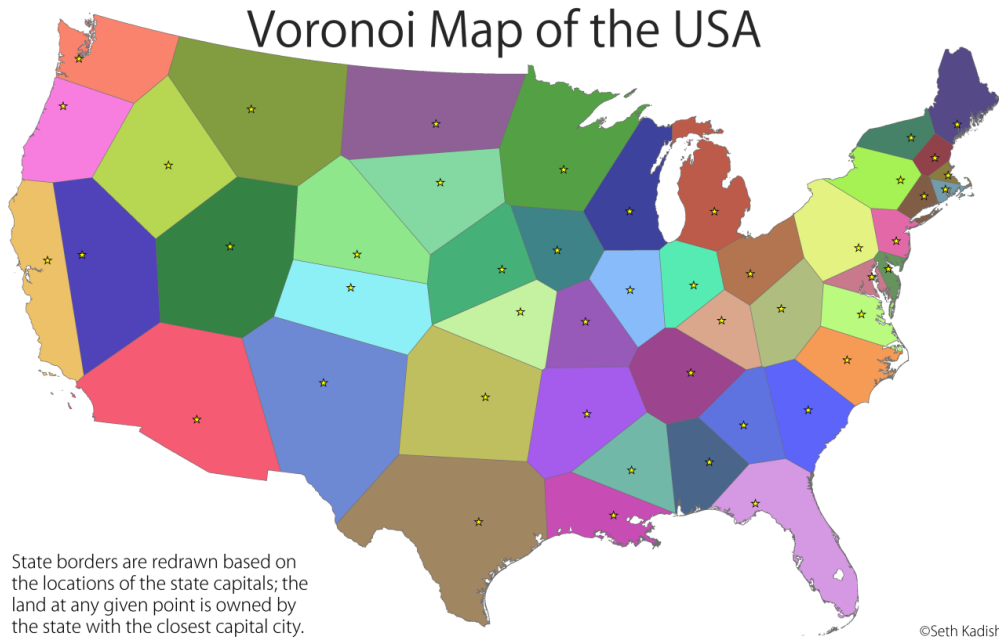 Voronoi Map of the USA
State borders are redrawn based on
the locations of the state capitals; the
land at any given point is owned by
the state with the closest capital city.
©Seth Kadish